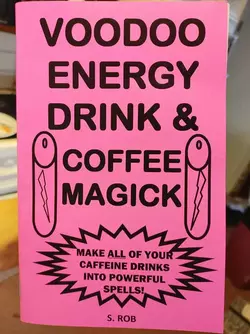 VOODOO
ENERGY
DRINK &
COFFEE
MAGICK
MAKE ALL OF YOUR
CAFFEINE DRINKS
INTO POWERFUL
SPELLS!
S. ROB